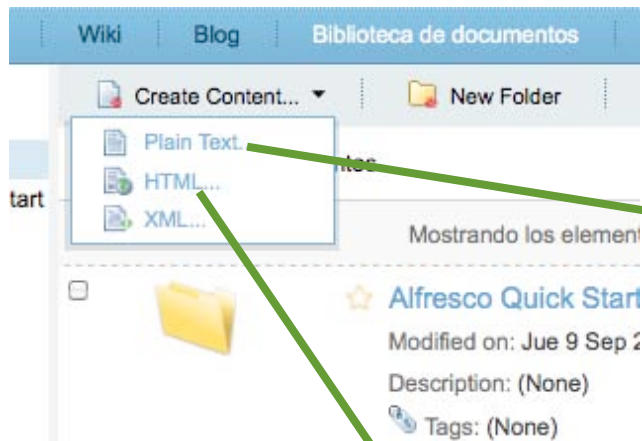 Wiki Blog Biblioteca de documentos
Create Content... New Folder
Plain Text.
HTML...
tart
XML...
Mostrando los element
Alfresco Quick Start
Modified on: Jue 9 Sep 2
Description: (None)
Tags: (None)